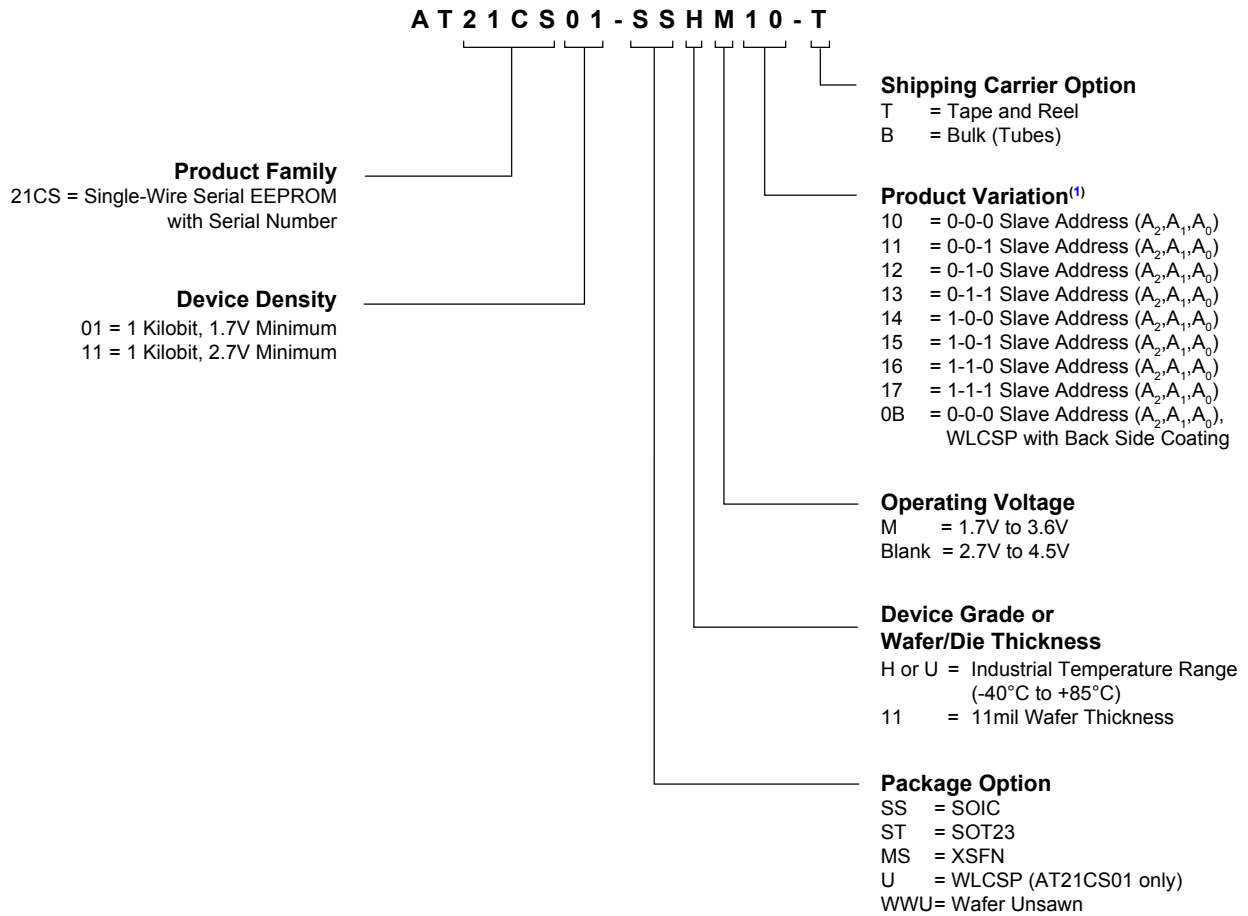 AT21CS01-SSHM10-T
Shipping Carrier Option
T = Tape and Reel
B = Bulk (Tubes)
Product Family
21CS = Single-Wire Serial EEPROM
with Serial Number
Product Variation(1)
10 = 0-0-0 Slave Address (A2,A1,A0)
11 = 0-0-1 Slave Address (A2,A1,A0)
12 = 0-1-0 Slave Address (A2,A1,A0)
13 = 0-1-1 Slave Address (A2,A1,A0)
14 = 1-0-0 Slave Address (A2,A1,A0)
15 = 1-0-1 Slave Address (A2,A1,A0)
16 = 1-1-0 Slave Address (A2,A1,A0)
17 = 1-1-1 Slave Address (A2,A1,A0)
0B = 0-0-0 Slave Address (A2,A1,A0),
WLCSP with Back Side Coating
Device Density
01 = 1 Kilobit, 1.7V Minimum
11 = 1 Kilobit, 2.7V Minimum
Operating Voltage
M = 1.7V to 3.6V
Blank = 2.7V to 4.5V
Device Grade or
Wafer/Die Thickness
H or U = Industrial Temperature Range
(-40°C to +85°C)
11 = 11mil Wafer Thickness
Package Option
SS = SOIC
ST = SOT23
MS = XSFN
U = WLCSP (AT21CS01 only)
WWU= Wafer Unsawn